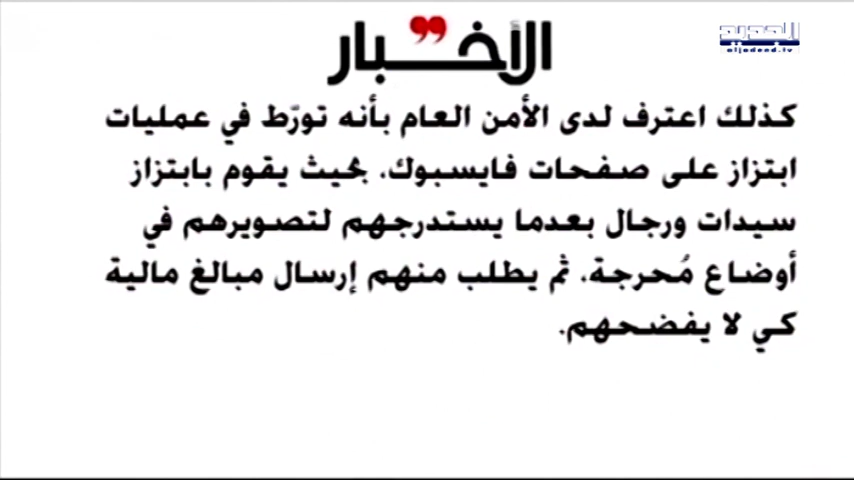 الأخبار
الجديد
aljadeed.tv
كذلك اعترف لدى الأمن العام بأنه تورّط في عمليات
ابتزاز على صفحات فايسبوك. بحيث يقوم بابتزاز
سيدات ورجال بعدما يستدرجهم لتصويرهم في
أوضاع مُحرجة. ثم يطلب منهم إرسال مبالغ مالية
كي لا يفضحهم.